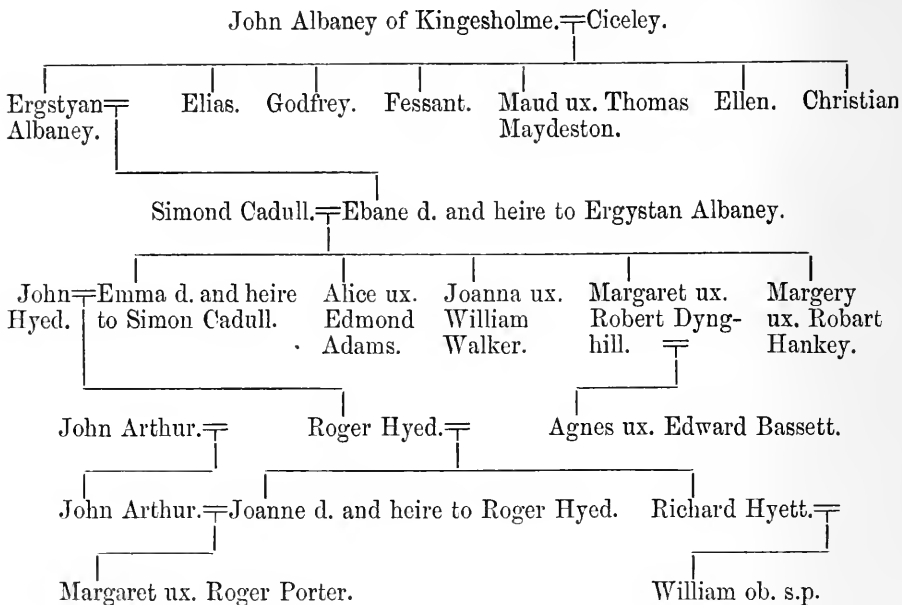 John Albaney of Kingesholme.
Ciceley.
Ergstyan
Albaney.
Elias.
Godfrey.
Fessant.
Maud ux. Thomas
Maydeston.
Ellen.
Christian
Simond Cadull.
Ebane d. and heire to Ergystan Albaney.
John
Hyed.
Emma d. and heire
to Simon Cadull.
Alice ux.
Edmond
Adams.
Joanna ux.
William
Walker.
Margaret ux.
Robert Dyng-
hill.
Margery
ux. Robart
Hankey.
John Arthur.
Roger Hyed.
Agnes ux. Edward Bassett.
John Arthur.
Joanne d. and heire to Roger Hyed.
Richard Hyett.
Margaret ux. Roger Porter.
William ob. s.p.